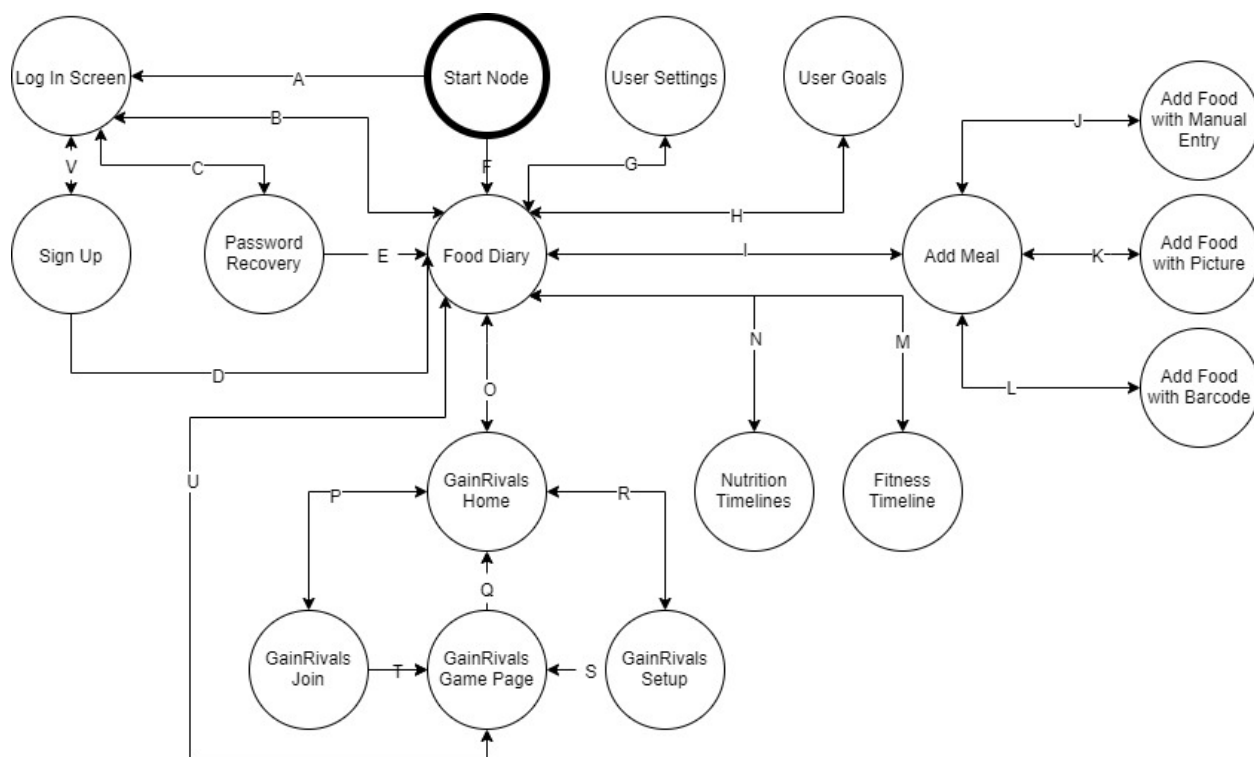 Log In Screen
A
Start Node
User Settings
User Goals
Add Food
with Manual
Entry
B
J
V
C
F
G
H
Sign Up
Password
Recovery
E
Food Diary
I
Add Meal
K
Add Food
with Picture
D
O
N
M
L
Add Food
with Barcode
U
P
GainRivals
Home
R
Nutrition
Timelines
Fitness
Timeline
Q
GainRivals
Join
T
GainRivals
Game Page
S
GainRivals
Setup